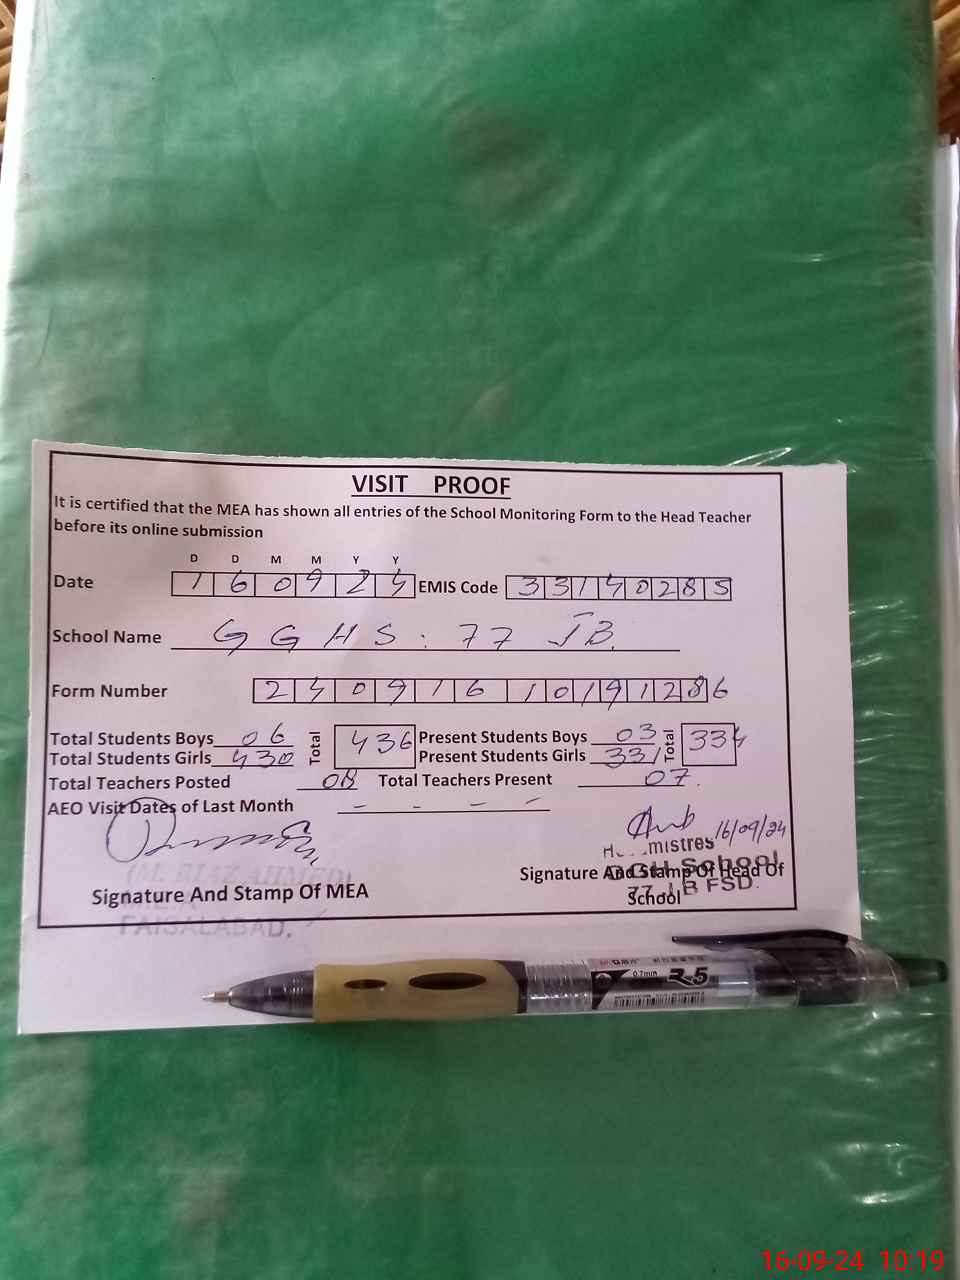 VISIT PROOF
It is certified that the MEA has shown all entries of the School Monitoring Form to the Head Teacher
before its online submission
D D M M Y Y
Date 1 6 0 9 2 4 EMIS Code 3 3 1 4 0 2 8 5
School Name G G H S . 77 JB.
Form Number 2 4 0 9 1 6 1 0 1 9 1 2 8 6
Total Students Boys 06 Total 436 Present Students Boys 03 Total 334
Total Students Girls 430 Present Students Girls 331
Total Teachers Posted 08 Total Teachers Present 07.
AEO Visit Dates of Last Month – – – –
16/09/24
mistres
G H School
Signature And Stamp Of Head Of
School
77 J.B FSD.
(M. RIAZ AHMED)
Signature And Stamp Of MEA
M.E.A
FAISALABAD.
0.7mm R5
16-09-24 10:19